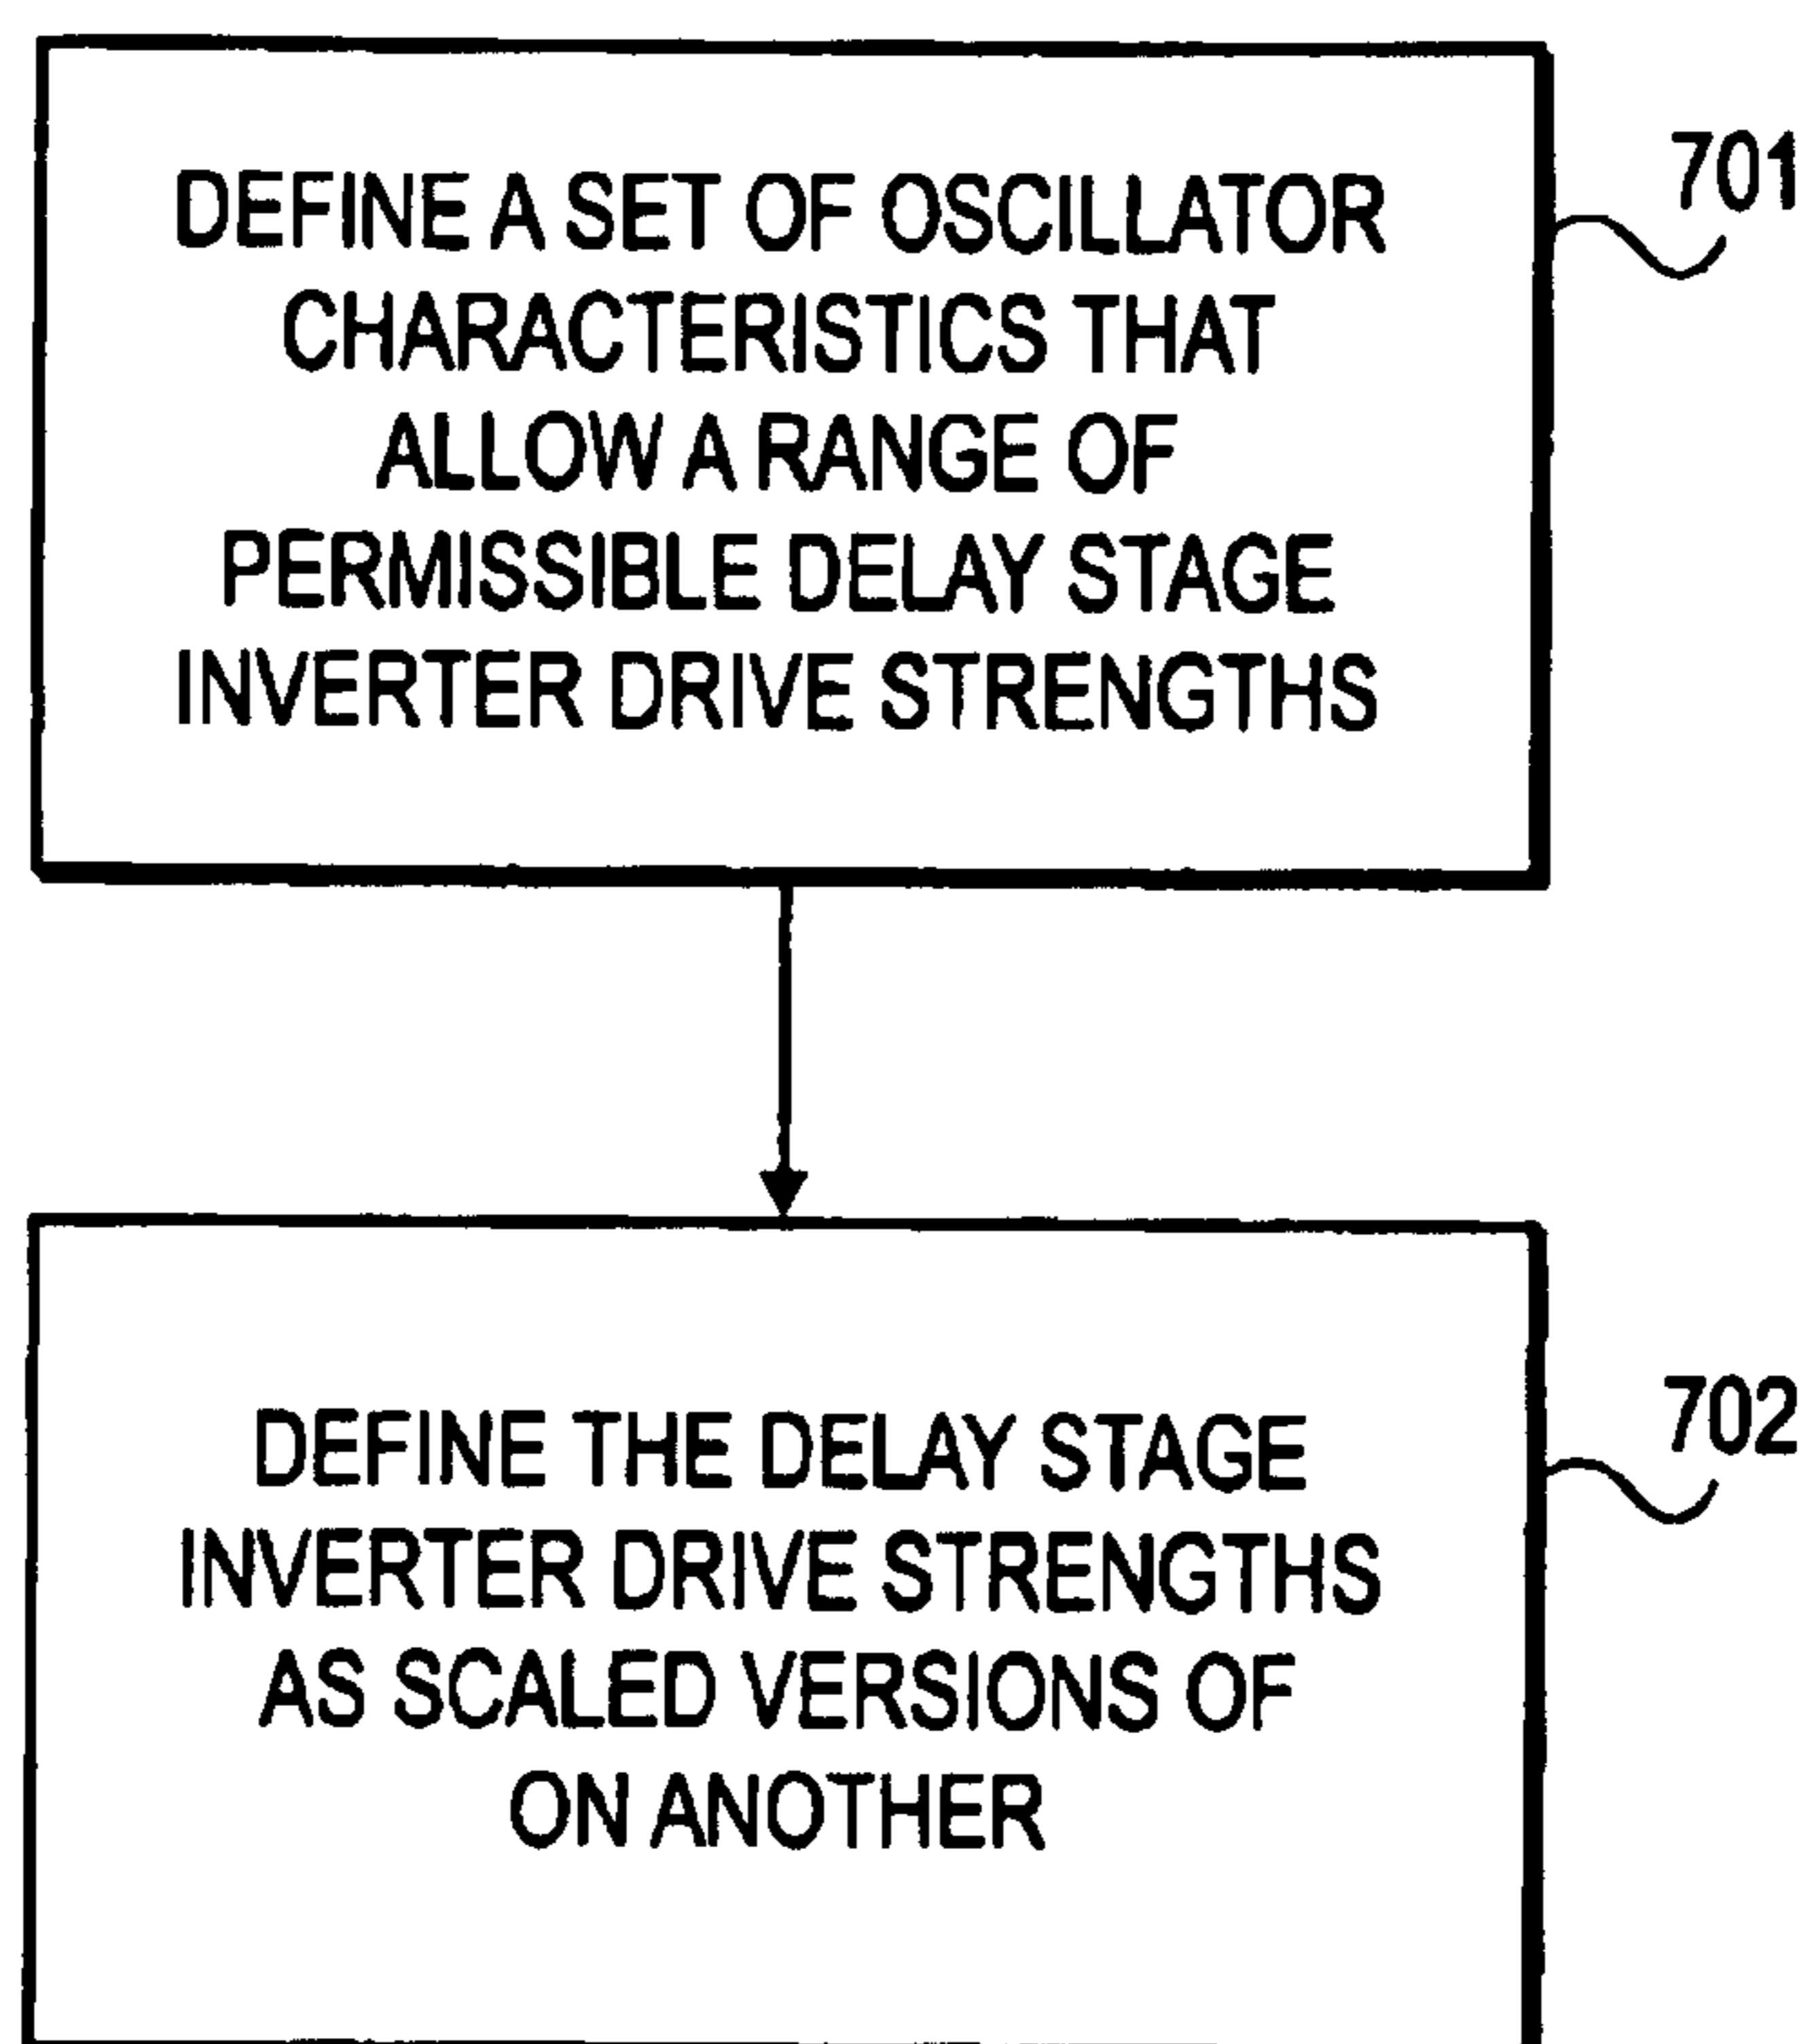 DEFINE A SET OF OSCILLATOR
CHARACTERISTICS THAT
ALLOW A RANGE OF
PERMISSIBLE DELAY STAGE
INVERTER DRIVE STRENGTHS
701
DEFINE THE DELAY STAGE
INVERTER DRIVE STRENGTHS
AS SCALED VERSIONS OF
ON ANOTHER
702